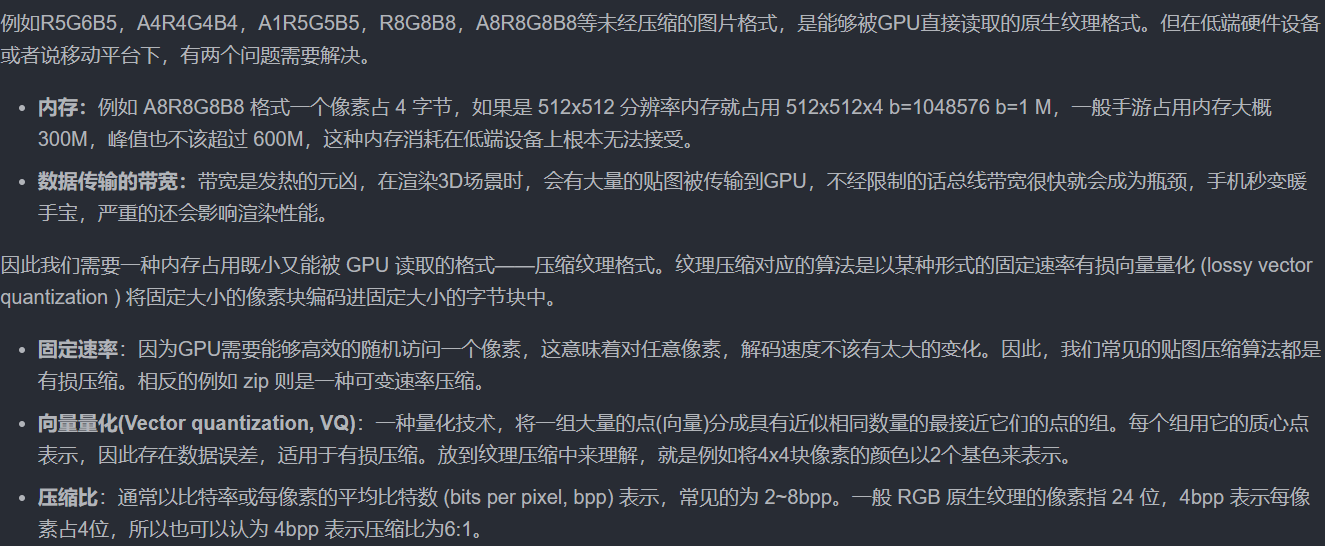 例如R5G6B5，A4R4G4B4，A1R5G5B5，R8G8B8，A8R8G8B8等未经压缩的图片格式，是能够被GPU直接读取的原生纹理格式。但在低端硬件设备
或者说移动平台下，有两个问题需要解决。
• 内存：例如 A8R8G8B8 格式一个像素占 4 字节，如果是 512x512 分辨率内存就占用 512x512x4 b=1048576 b=1 M，一般手游占用内存大概
300M，峰值也不该超过 600M，这种内存消耗在低端设备上根本无法接受。
• 数据传输的带宽：带宽是发热的元凶，在渲染3D场景时，会有大量的贴图被传输到GPU，不经限制的话总线带宽很快就会成为瓶颈，手机秒变暖
手宝，严重的还会影响渲染性能。
因此我们需要一种内存占用既小又能被 GPU 读取的格式——压缩纹理格式。纹理压缩对应的算法是以某种形式的固定速率有损向量量化 (lossy vector
quantization ) 将固定大小的像素块编码进固定大小的字节块中。
• 固定速率：因为GPU需要能够高效的随机访问一个像素，这意味着对任意像素，解码速度不该有太大的变化。因此，我们常见的贴图压缩算法都是
有损压缩。相反的例如 zip 则是一种可变速率压缩。
• 向量量化(Vector quantization, VQ)：一种量化技术，将一组大量的点(向量)分成具有近似相同数量的最接近它们的点的组。每个组用它的质心点
表示，因此存在数据误差，适用于有损压缩。放到纹理压缩中来理解，就是例如将4x4块像素的颜色以2个基色来表示。
• 压缩比：通常以比特率或每像素的平均比特数 (bits per pixel, bpp) 表示，常见的为 2~8bpp。一般 RGB 原生纹理的像素指 24 位，4bpp 表示每像
素占4位，所以也可以认为 4bpp 表示压缩比为6:1。